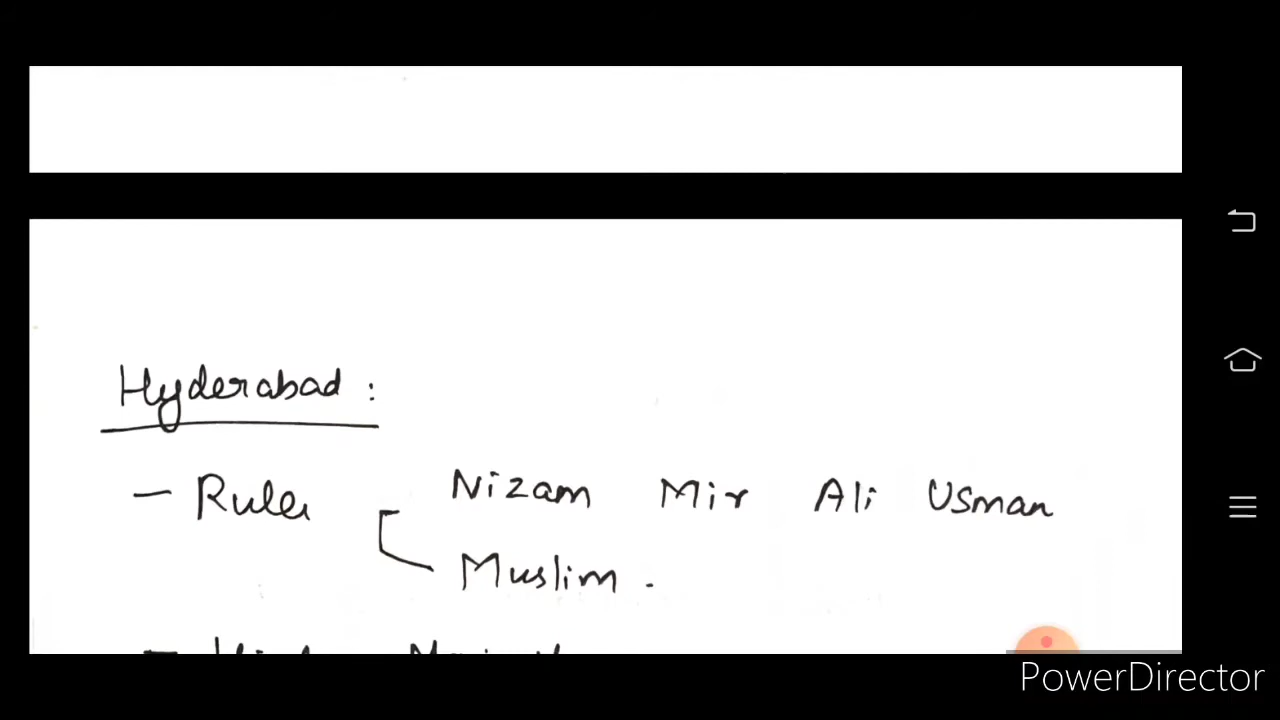 Hyderabad :
- Ruler Nizam Mir Ali Usman
Muslim .
PowerDirector